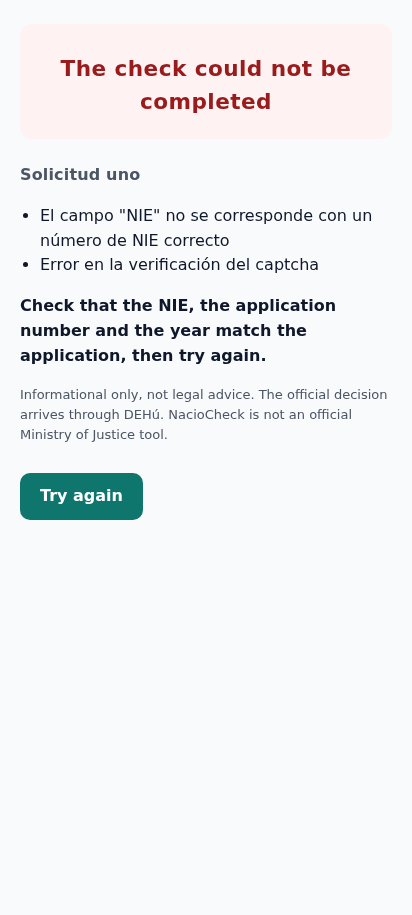 The check could not be
completed
Solicitud uno
• El campo "NIE" no se corresponde con un
número de NIE correcto
• Error en la verificación del captcha
Check that the NIE, the application
number and the year match the
application, then try again.
Informational only, not legal advice. The official decision
arrives through DEHú. NacioCheck is not an official
Ministry of Justice tool.
Try again